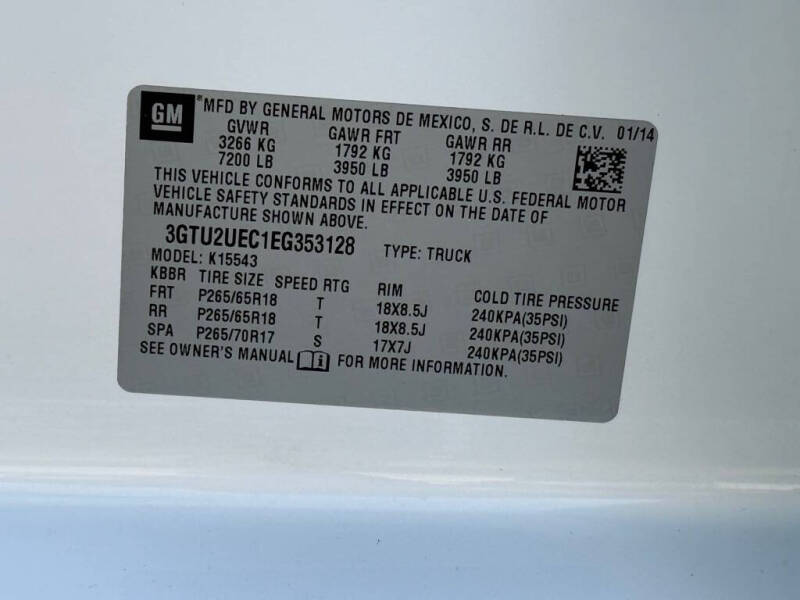 GM ® MFD BY GENERAL MOTORS DE MEXICO, S. DE R.L. DE C.V. 01/14
GVWR GAWR FRT GAWR RR
3266 KG 1792 KG 1792 KG
7200 LB 3950 LB 3950 LB
THIS VEHICLE CONFORMS TO ALL APPLICABLE U.S. FEDERAL MOTOR
VEHICLE SAFETY STANDARDS IN EFFECT ON THE DATE OF
MANUFACTURE SHOWN ABOVE.
3GTU2UEC1EG353128 TYPE: TRUCK
MODEL: K15543
KBBR TIRE SIZE SPEED RTG RIM COLD TIRE PRESSURE
FRT P265/65R18 T 18X8.5J 240KPA(35PSI)
RR P265/65R18 T 18X8.5J 240KPA(35PSI)
SPA P265/70R17 S 17X7J 240KPA(35PSI)
SEE OWNER'S MANUAL i FOR MORE INFORMATION.